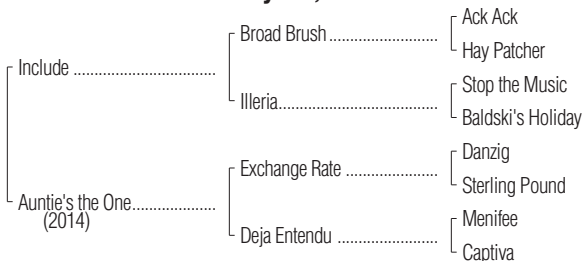 Ack Ack
Broad Brush
Hay Patcher
Include
Stop the Music
Illeria
Baldski's Holiday
Danzig
Exchange Rate
Sterling Pound
Auntie's the One
(2014)
Menifee
Deja Entendu
Captiva